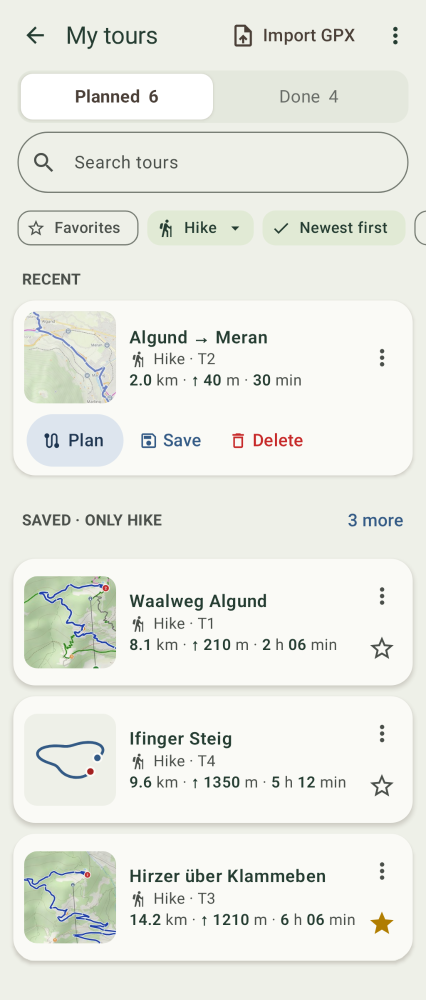 My tours
Import GPX
Planned 6
Done 4
Search tours
Favorites
Hike
Newest first
RECENT
Algund → Meran
Hike · T2
2.0 km · ↑ 40 m · 30 min
Plan
Save
Delete
SAVED · ONLY HIKE
3 more
Waalweg Algund
Hike · T1
8.1 km · ↑ 210 m · 2 h 06 min
Ifinger Steig
Hike · T4
9.6 km · ↑ 1350 m · 5 h 12 min
Hirzer über Klammeben
Hike · T3
14.2 km · ↑ 1210 m · 6 h 06 min